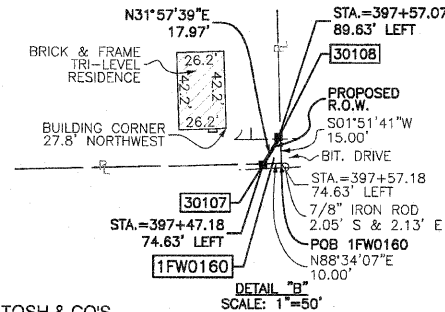 N31°57'39"E
17.97'
STA.=397+57.07
89.63' LEFT
30108
BRICK & FRAME
TRI-LEVEL
RESIDENCE
26.2'
42.2'
42.2'
26.2'
PROPOSED
R.O.W.
S01°51'41"W
15.00'
BUILDING CORNER
27.8' NORTHWEST
BIT. DRIVE
STA.=397+57.18
74.63' LEFT
30107
7/8" IRON ROD
2.05' S & 2.13' E
STA.=397+47.18
74.63' LEFT
POB 1FW0160
1FW0160
N88°34'07"E
10.00'
DETAIL "B"
SCALE: 1"=50'
TOSH & CO'S